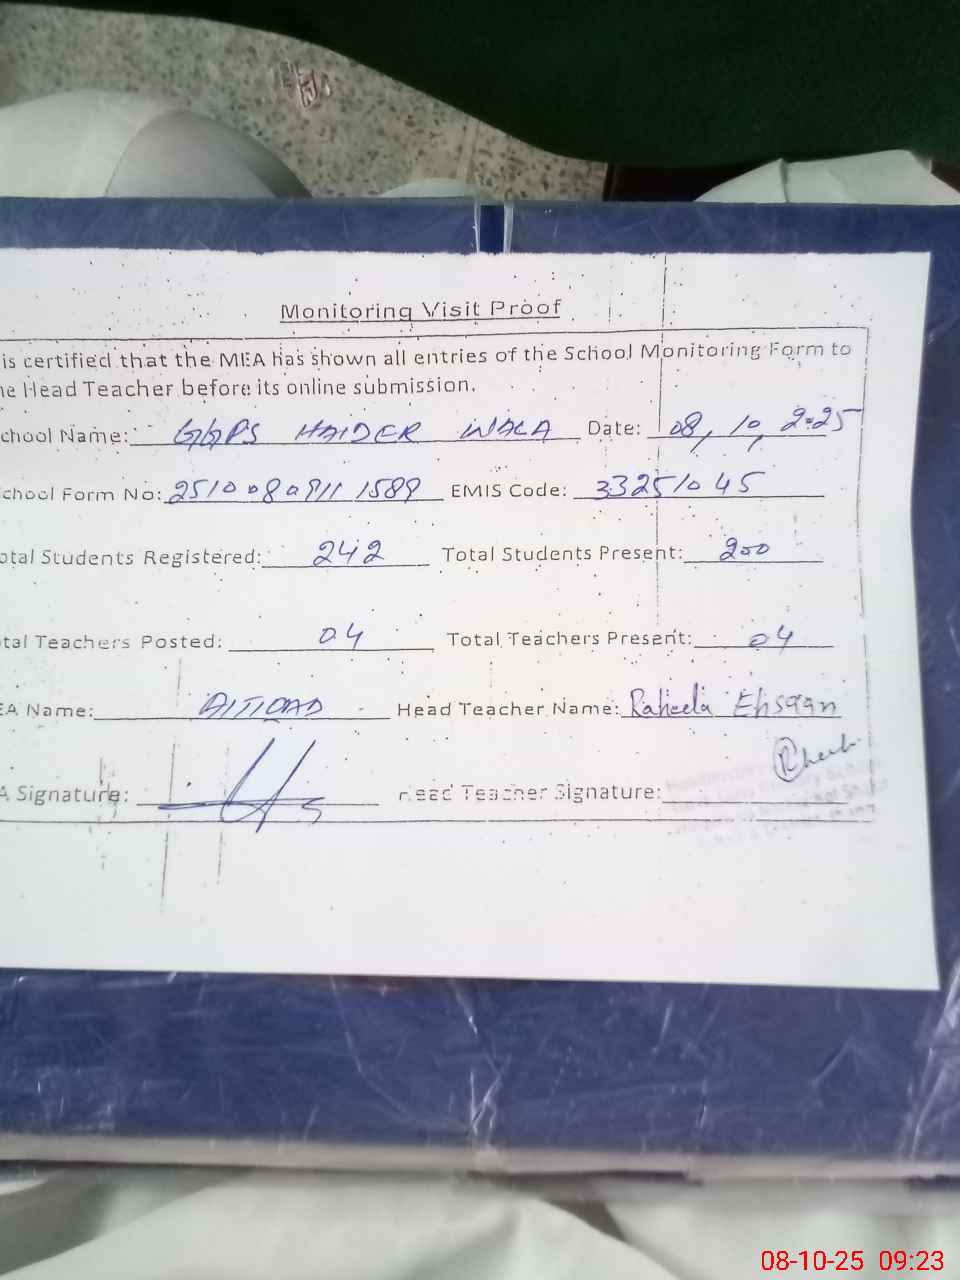 Monitoring Visit Proof
is certified that the MEA has shown all entries of the School Monitoring Form to
he Head Teacher before its online submission.
chool Name: GGPS HAIDER WALA Date: 08, 10, 2025
chool Form No: 25100809111589 EMIS Code: 33251045
otal Students Registered: 242 Total Students Present: 200
tal Teachers Posted: 04 Total Teachers Present: 04
EA Name: Head Teacher Name: Raheela Ehsaan
A Signature: Head Teacher Signature:
08-10-25 09:23